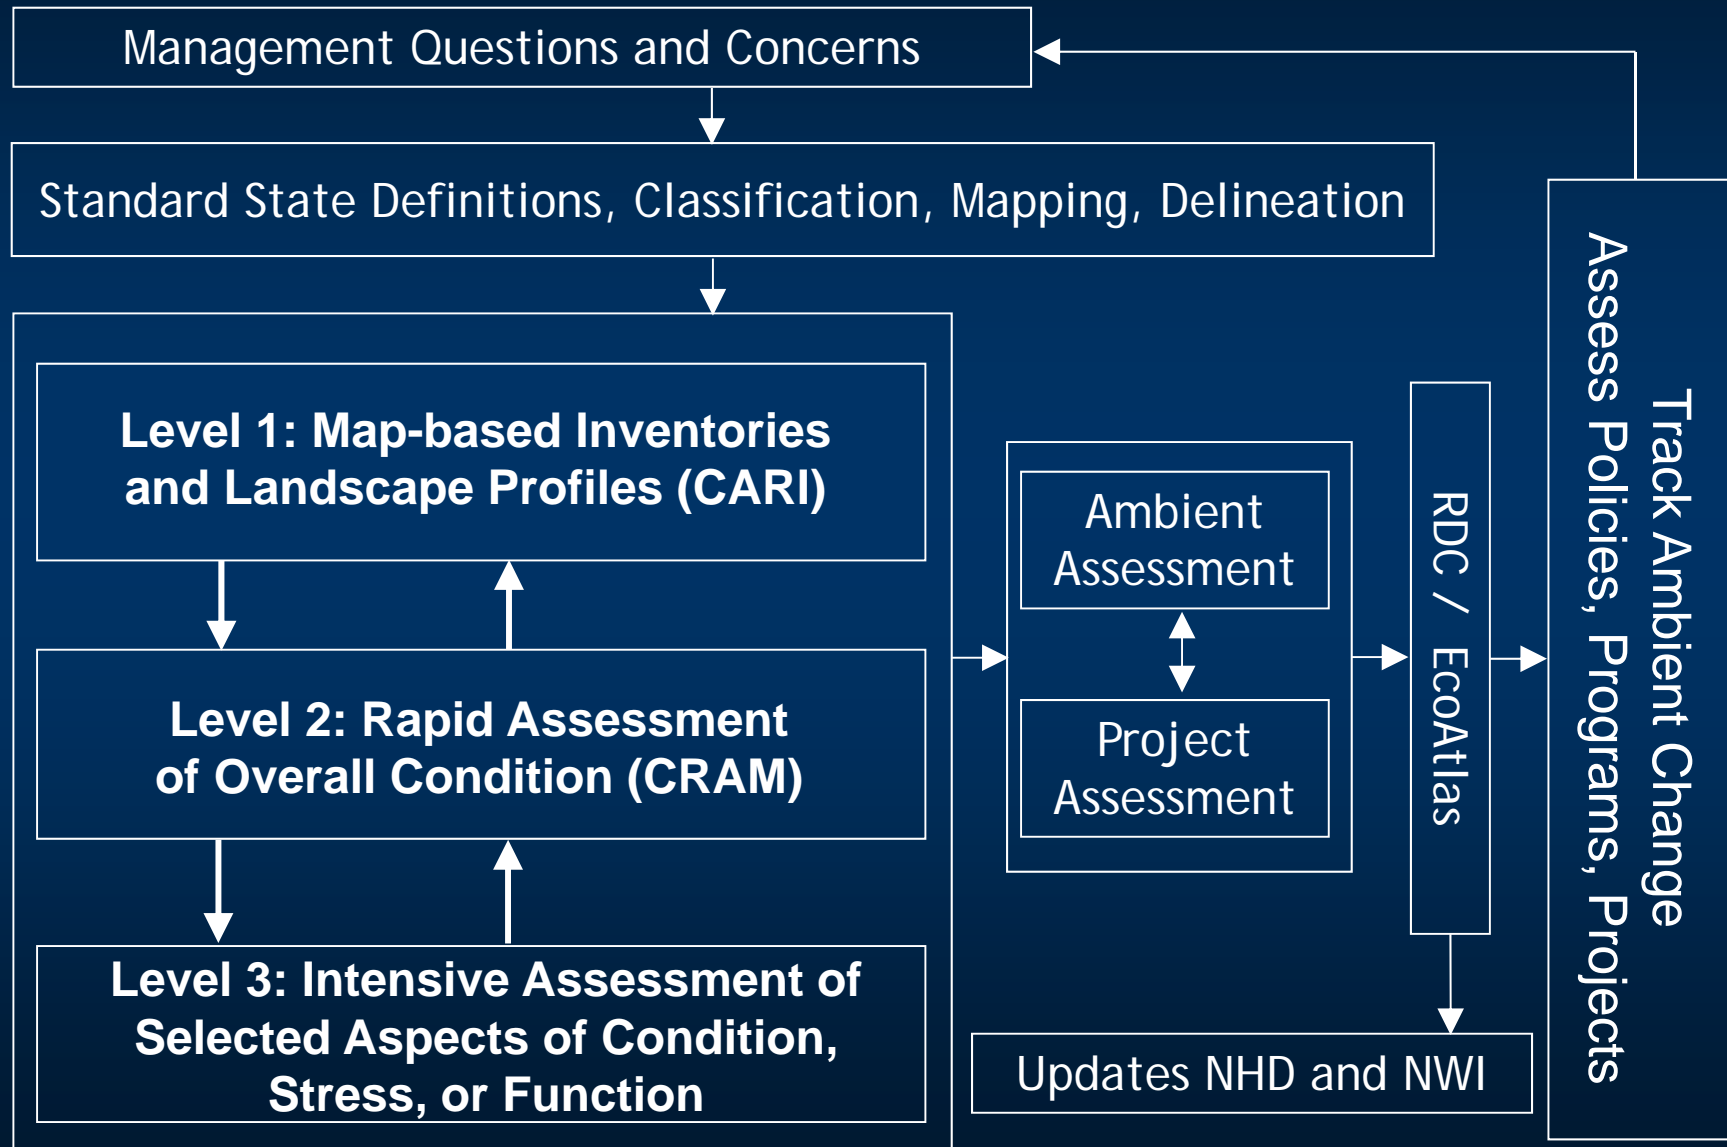 Management Questions and Concerns
Standard State Definitions, Classification, Mapping, Delineation
Level 1: Map-based Inventories
and Landscape Profiles (CARI)
Level 2: Rapid Assessment
of Overall Condition (CRAM)
Level 3: Intensive Assessment of
Selected Aspects of Condition,
Stress, or Function
Ambient
Assessment
Project
Assessment
RDC / EcoAtlas
Updates NHD and NWI
Track Ambient Change
Assess Policies, Programs, Projects